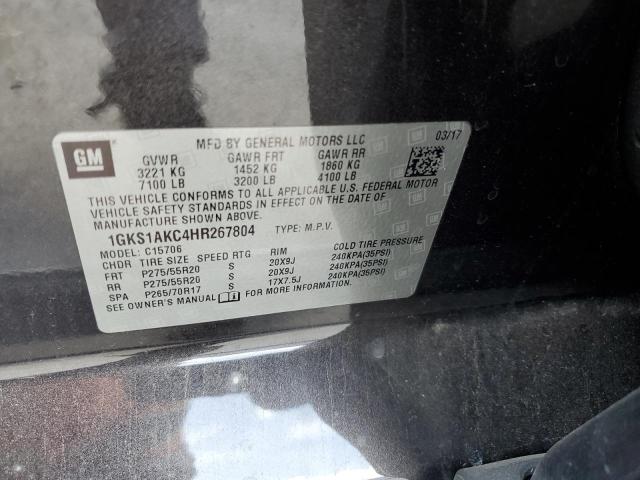 GM
MFD BY GENERAL MOTORS LLC 03/17
GVWR GAWR FRT GAWR RR
3221 KG 1452 KG 1860 KG
7100 LB 3200 LB 4100 LB
THIS VEHICLE CONFORMS TO ALL APPLICABLE U.S. FEDERAL MOTOR
VEHICLE SAFETY STANDARDS IN EFFECT ON THE DATE OF
MANUFACTURE SHOWN ABOVE.
1GKS1AKC4HR267804 TYPE: M.P.V.
MODEL: C15706
CHDR TIRE SIZE SPEED RTG RIM COLD TIRE PRESSURE
FRT P275/55R20 S 20X9J 240KPA(35PSI)
RR P275/55R20 S 20X9J 240KPA(35PSI)
SPA P265/70R17 S 17X7.5J 240KPA(35PSI)
SEE OWNER'S MANUAL FOR MORE INFORMATION.